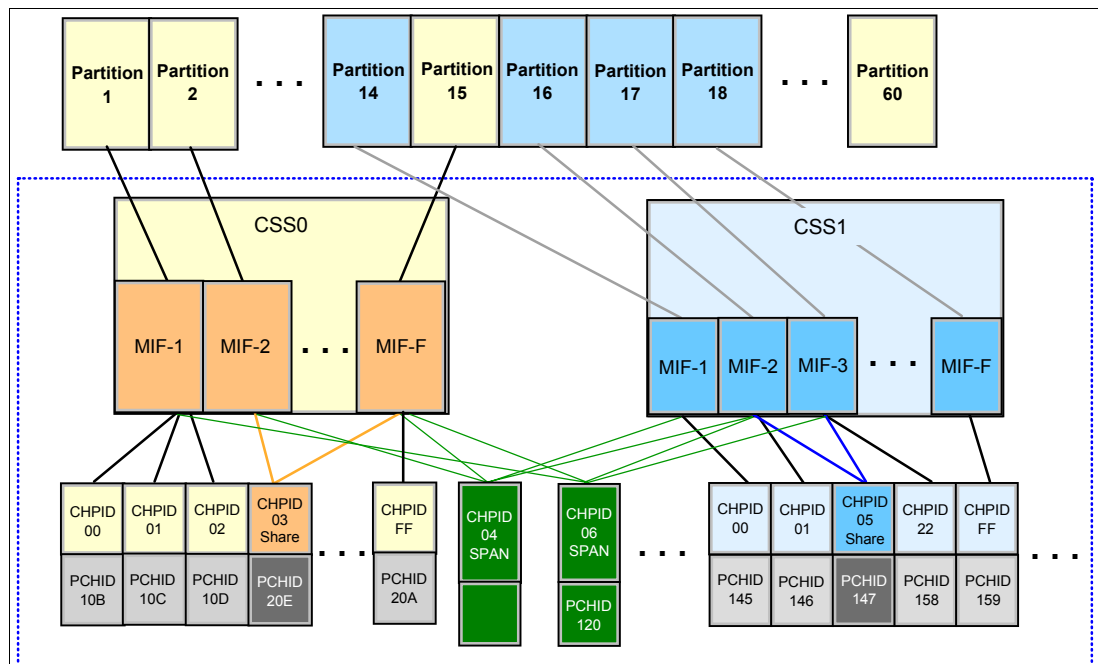 Partition
1
Partition
2
. . .
Partition
14
Partition
15
Partition
16
Partition
17
Partition
18
. . .
Partition
60
CSS0
CSS1
MIF-1
MIF-2
. . .
MIF-F
MIF-1
MIF-2
MIF-3
. . .
MIF-F
CHPID
00
CHPID
01
CHPID
02
CHPID
03
Share
. . .
CHPID
FF
CHPID
04
SPAN
CHPID
06
SPAN
. . .
CHPID
00
CHPID
01
CHPID
05
Share
CHPID
22
CHPID
FF
. . .
PCHID
10B
PCHID
10C
PCHID
10D
PCHID
20E
PCHID
20A
PCHID
120
PCHID
145
PCHID
146
PCHID
147
PCHID
158
PCHID
159